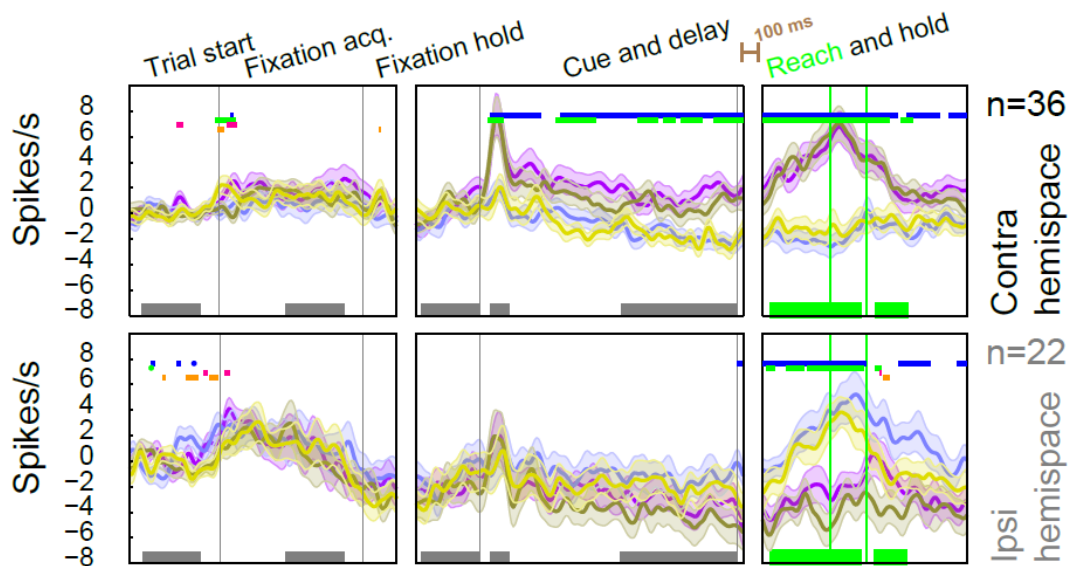 Trial start
Fixation acq.
Fixation hold
Cue and delay
100 ms
Reach and hold
Spikes/s
8
6
4
2
0
−2
−4
−6
−8
n=36
Contra
hemispace
Spikes/s
8
6
4
2
0
−2
−4
−6
−8
n=22
Ipsi
hemispace